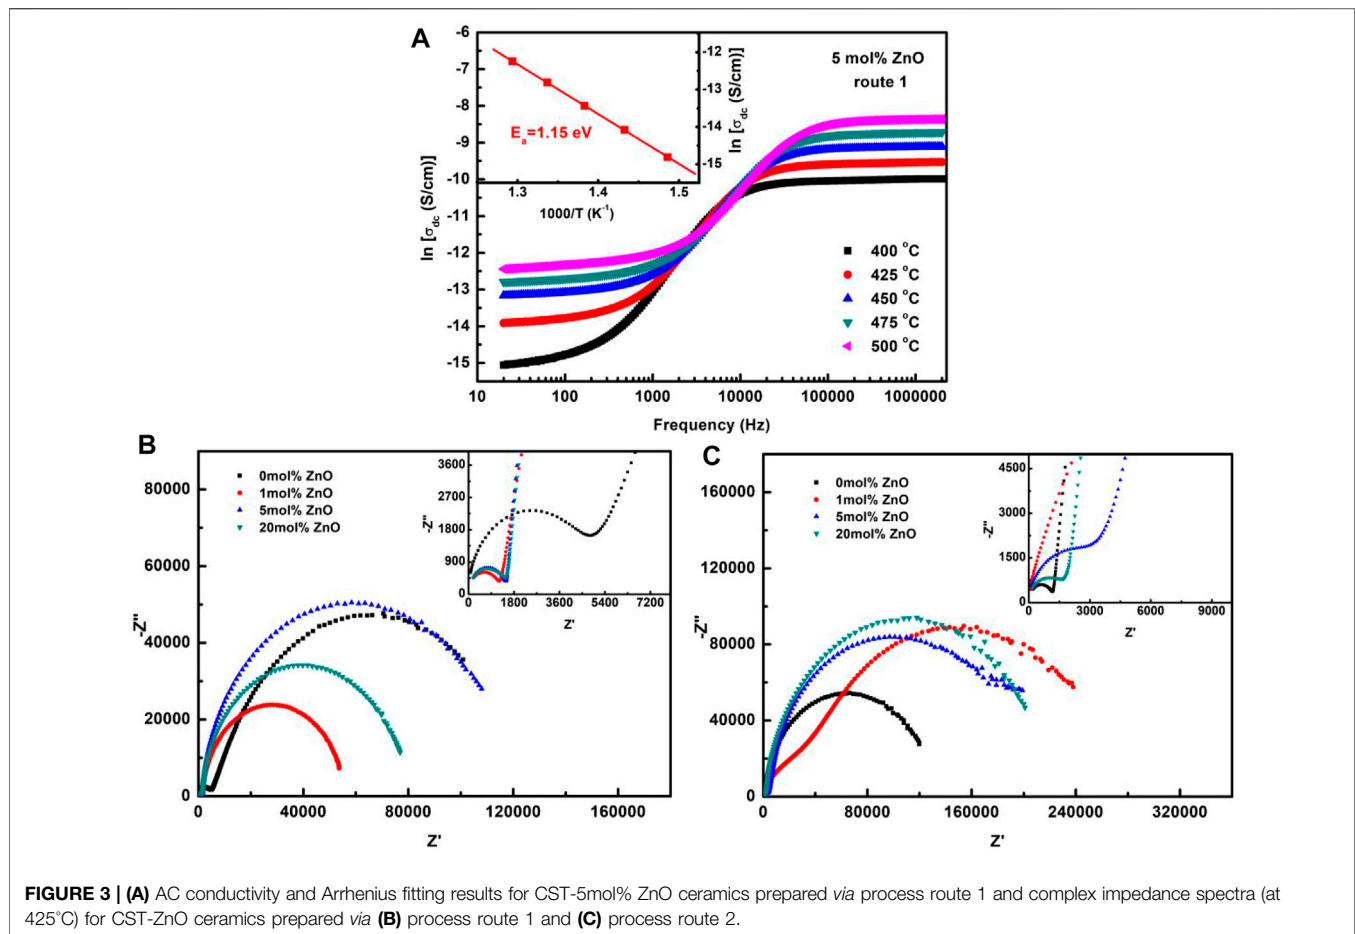 A
-6
-7
-8
-9
-10
-11
-12
-13
-14
-15
ln [σdc (S/cm)]
10
100
1000
10000
100000
1000000
Frequency (Hz)
-12
-13
-14
-15
ln [σdc (S/cm)]
Ea=1.15 eV
1.3
1.4
1.5
1000/T (K-1)
5 mol% ZnO
route 1
400 °C
425 °C
450 °C
475 °C
500 °C
B
80000
60000
40000
20000
0
-Z''
0
40000
80000
120000
160000
Z'
0mol% ZnO
1mol% ZnO
5mol% ZnO
20mol% ZnO
3600
2700
1800
900
0
-Z''
0
1800
3600
5400
7200
Z'
C
160000
120000
80000
40000
0
-Z''
0
80000
160000
240000
320000
Z'
0mol% ZnO
1mol% ZnO
5mol% ZnO
20mol% ZnO
4500
3000
1500
0
-Z''
0
3000
6000
9000
Z'
FIGURE 3 | (A) AC conductivity and Arrhenius fitting results for CST-5mol% ZnO ceramics prepared via process route 1 and complex impedance spectra (at
425°C) for CST-ZnO ceramics prepared via (B) process route 1 and (C) process route 2.